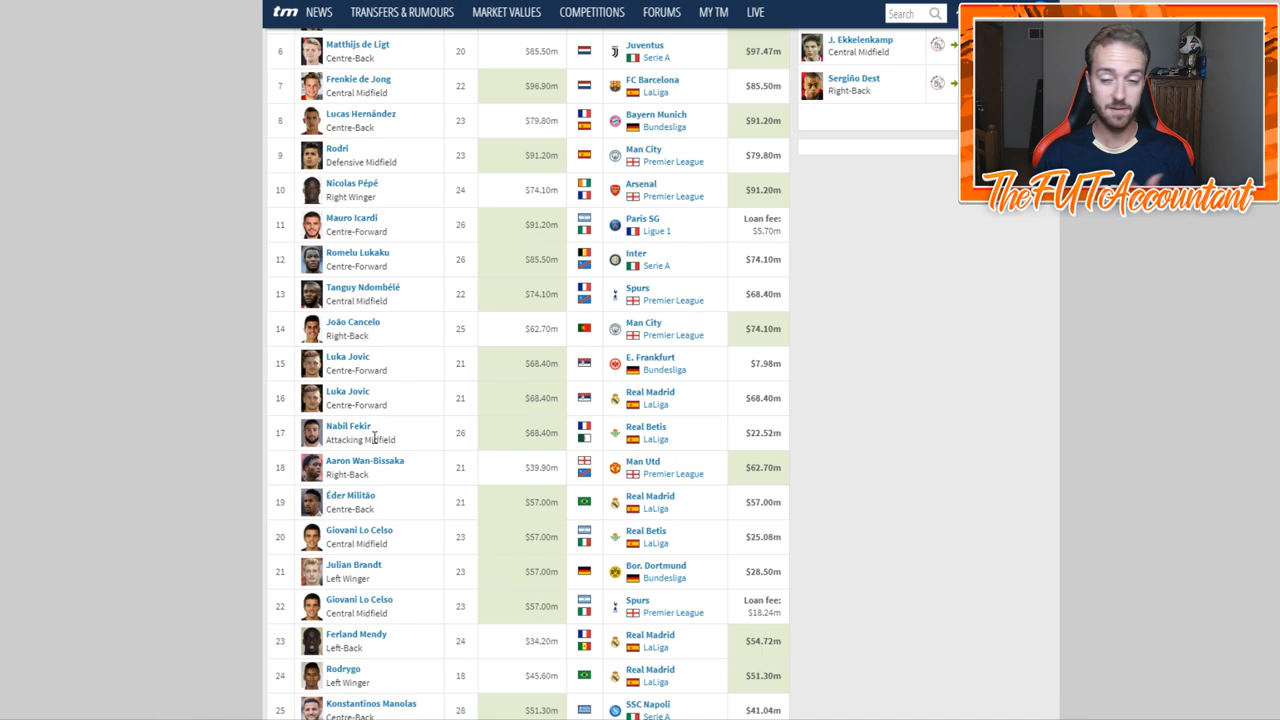 tm NEWS TRANSFERS & RUMOURS MARKET VALUES COMPETITIONS FORUMS MY TM LIVE Search
6 Matthijs de Ligt Centre-Back 20 $85.50m Juventus Serie A $97.47m
7 Frenkie de Jong Central Midfield 22 $96.90m FC Barcelona LaLiga $85.50m
8 Lucas Hernández Centre-Back 23 $79.80m Bayern Munich Bundesliga $91.20m
9 Rodri Defensive Midfield 23 $91.20m Man City Premier League $79.80m
10 Nicolas Pépé Right Winger 24 $74.10m Arsenal Premier League $91.20m
11 Mauro Icardi Centre-Forward 26 Paris SG Ligue 1 Loan fee: $5.70m
12 Romelu Lukaku Centre-Forward 26 $85.50m Inter Serie A $74.10m
13 Tanguy Ndombélé Central Midfield 22 $74.10m Spurs Premier League $68.40m
14 João Cancelo Right-Back 25 $62.70m Man City Premier League $74.10m
15 Luka Jovic Centre-Forward 21 $68.40m E. Frankfurt Bundesliga $7.98m
16 Luka Jovic Centre-Forward 21 $68.40m Real Madrid LaLiga $68.40m
17 Nabil Fekir Attacking Midfield 26 $68.40m Real Betis LaLiga $22.52m
18 Aaron Wan-Bissaka Right-Back 21 $39.90m Man Utd Premier League $62.70m
19 Éder Militão Centre-Back 21 $57.00m Real Madrid LaLiga $57.00m
20 Giovani Lo Celso Central Midfield 23 $57.00m Real Betis LaLiga $25.08m
21 Julian Brandt Left Winger 23 $57.00m Bor. Dortmund Bundesliga $28.50m
22 Giovani Lo Celso Central Midfield 23 $57.00m Spurs Premier League Loan fee: $18.24m
23 Ferland Mendy Left-Back 24 $34.20m Real Madrid LaLiga $54.72m
24 Rodrygo Left Winger 18 $45.60m Real Madrid LaLiga $51.30m
25 Konstantinos Manolas Centre-Back 28 $51.30m SSC Napoli Serie A $41.04m
J. Ekkelenkamp
Central Midfield
Sergiño Dest
Right-Back
TheFUTAccountant